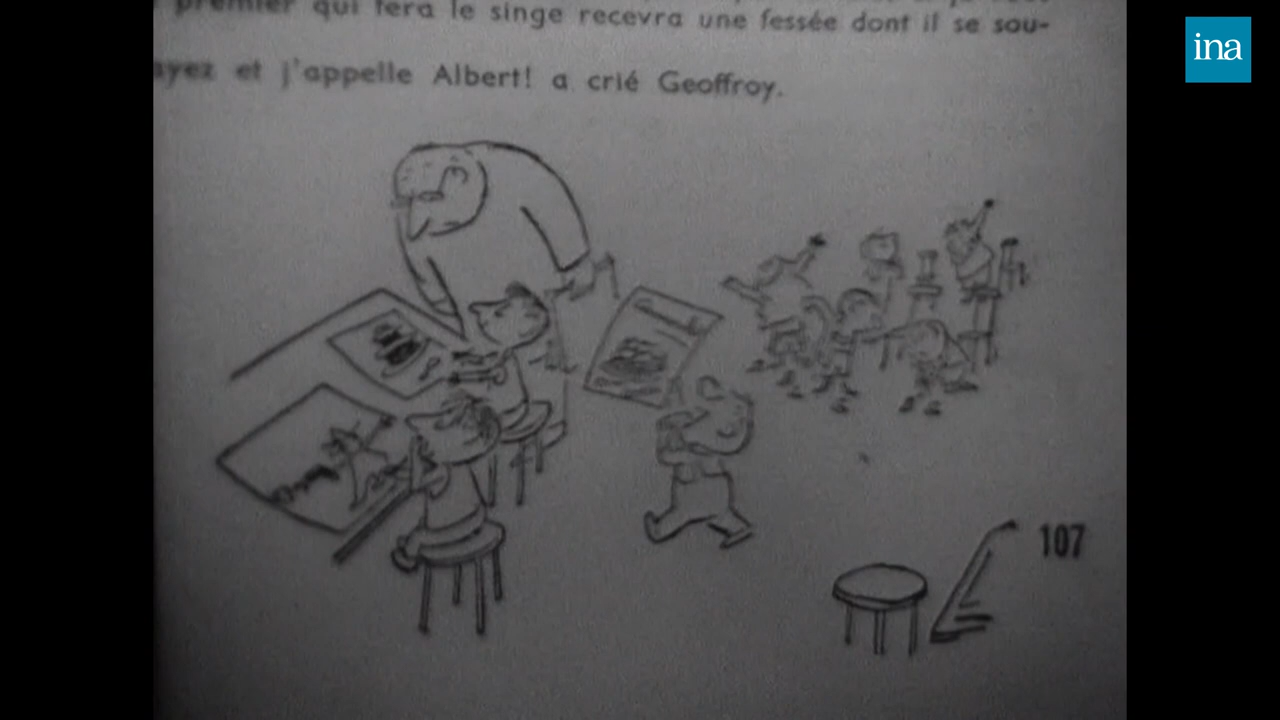 premier qui fera le singe recevra une fessée dont il se sou-
ayez et j'appelle Albert! a crié Geoffroy.
107
ina